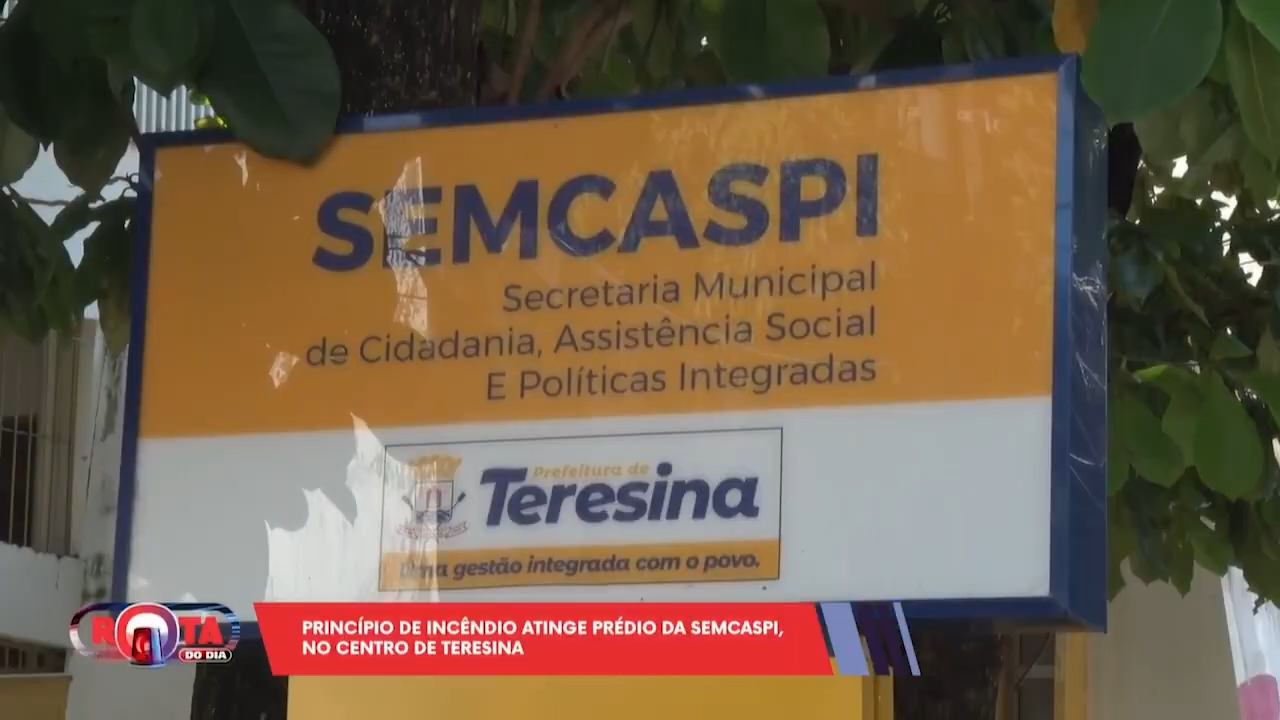 SEMCASPI
Secretaria Municipal
de Cidadania, Assistência Social
E Políticas Integradas
Prefeitura de
Teresina
Uma gestão integrada com o povo.
ROTA
DO DIA
PRINCÍPIO DE INCÊNDIO ATINGE PRÉDIO DA SEMCASPI,
NO CENTRO DE TERESINA